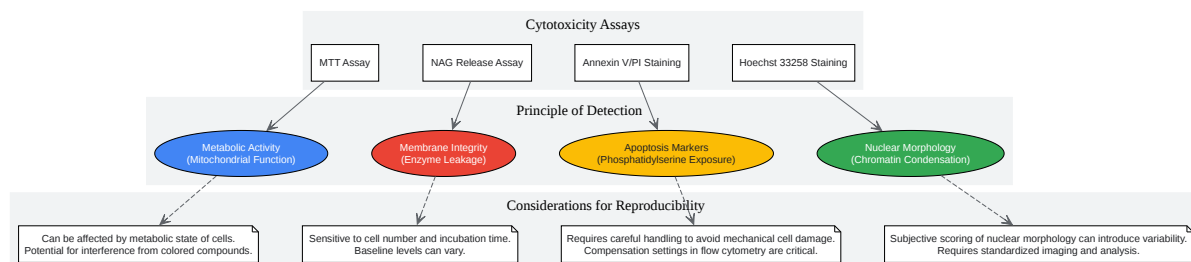 Cytotoxicity Assays
MTT Assay
NAG Release Assay
Annexin V/PI Staining
Hoechst 33258 Staining
Principle of Detection
Metabolic Activity
(Mitochondrial Function)
Membrane Integrity
(Enzyme Leakage)
Apoptosis Markers
(Phosphatidylserine Exposure)
Nuclear Morphology
(Chromatin Condensation)
Considerations for Reproducibility
Can be affected by metabolic state of cells.
Potential for interference from colored compounds.
Sensitive to cell number and incubation time.
Baseline levels can vary.
Requires careful handling to avoid mechanical cell damage.
Compensation settings in flow cytometry are critical.
Subjective scoring of nuclear morphology can introduce variability.
Requires standardized imaging and analysis.